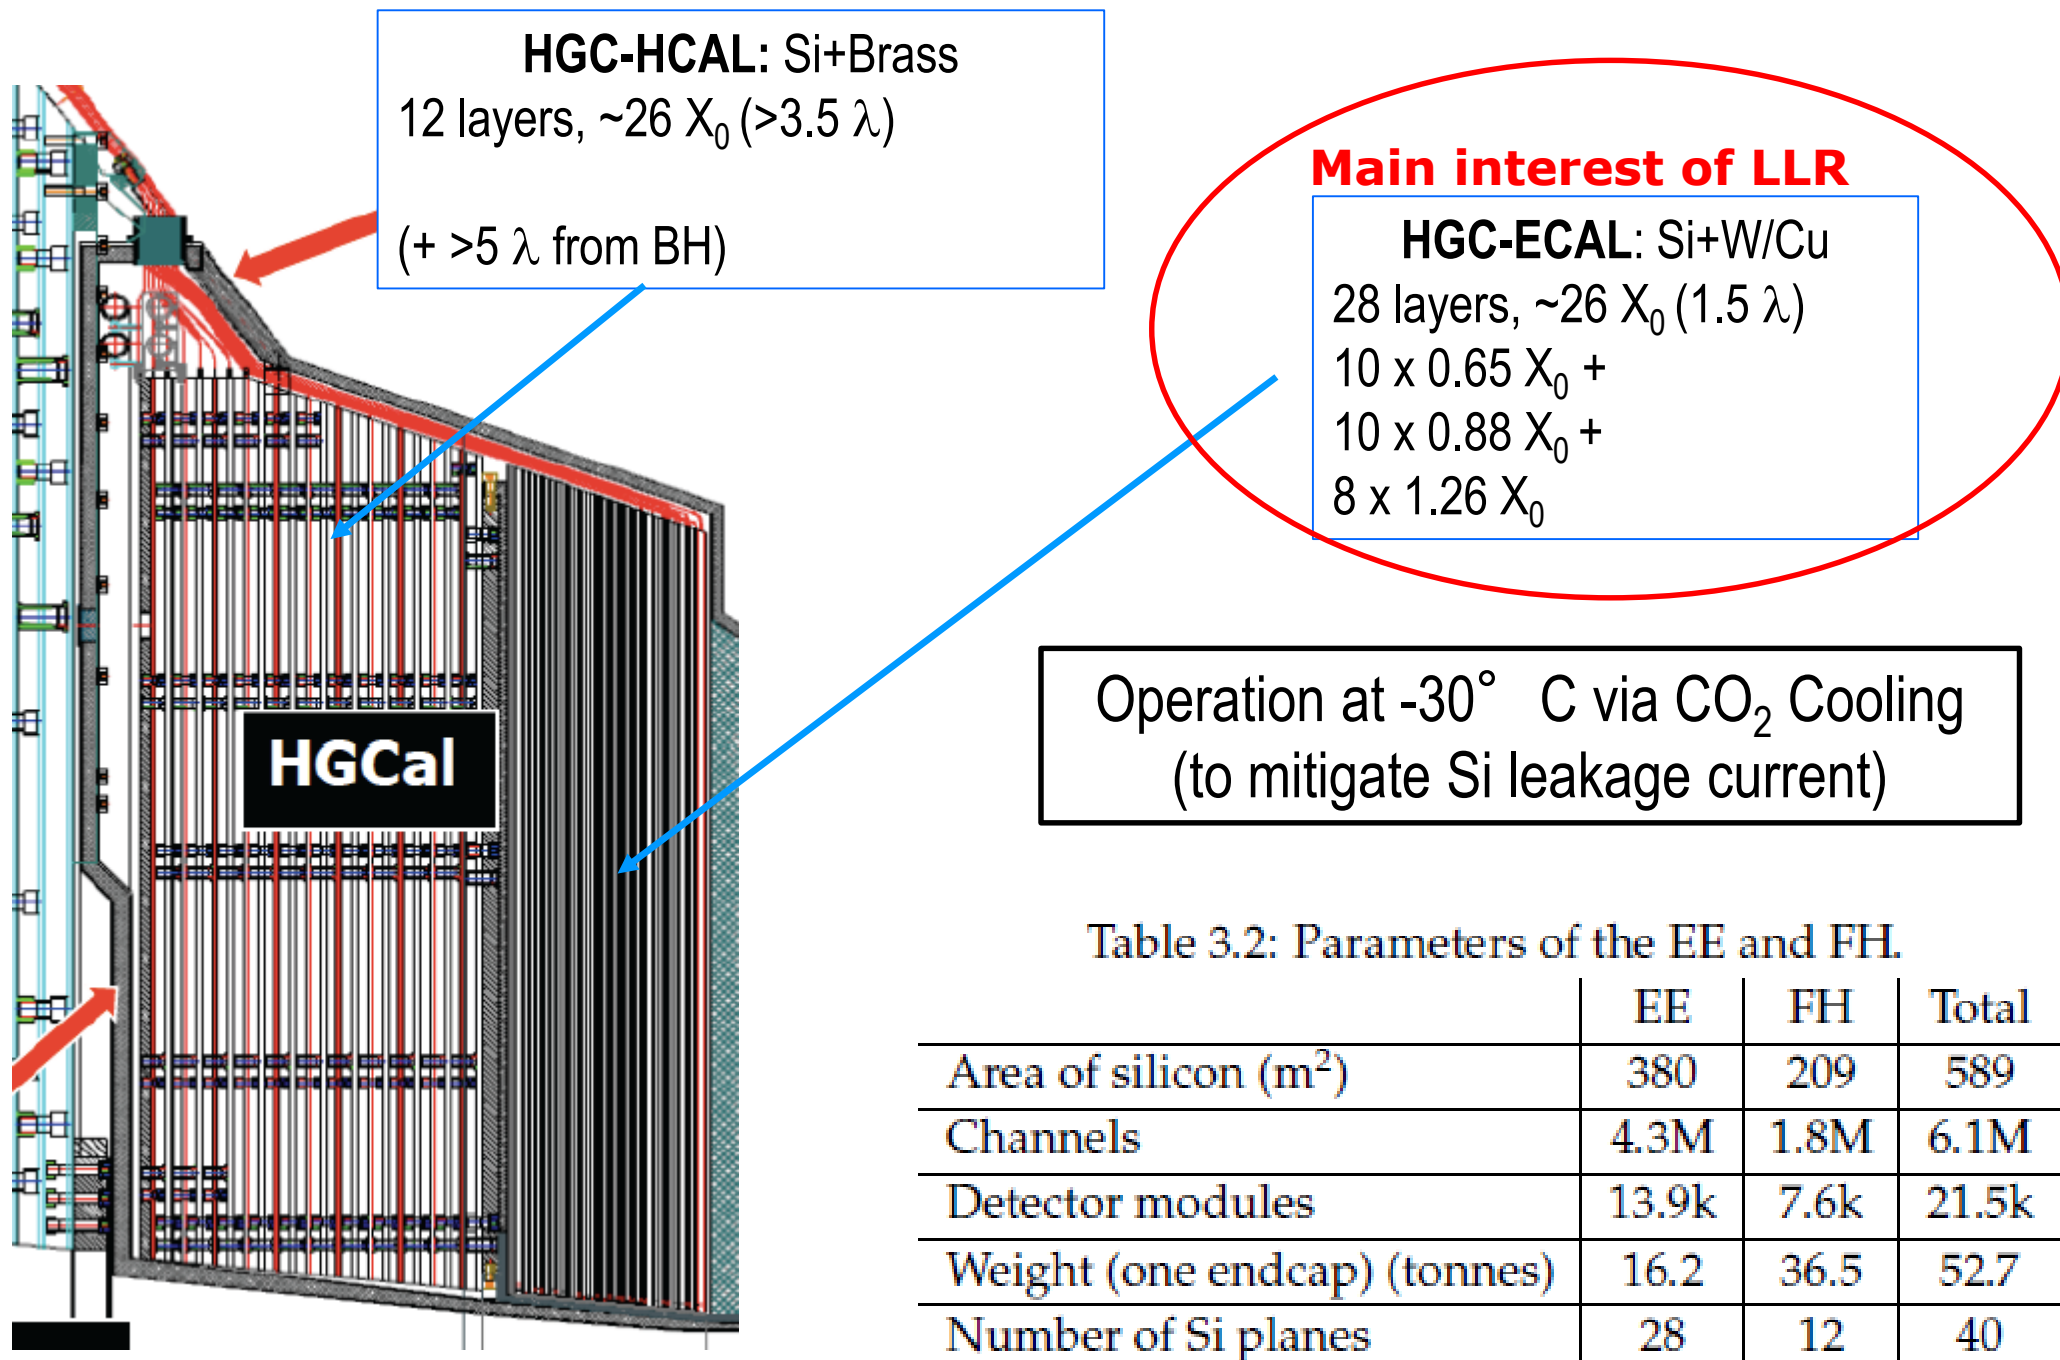 HGC-HCAL: Si+Brass
12 layers, ~26 X₀ (>3.5 λ)
(+ >5 λ from BH)
Main interest of LLR
HGC-ECAL: Si+W/Cu
28 layers, ~26 X₀ (1.5 λ)
10 x 0.65 X₀ +
10 x 0.88 X₀ +
8 x 1.26 X₀
HGCal
Operation at -30° C via CO₂ Cooling
(to mitigate Si leakage current)
Table 3.2: Parameters of the EE and FH.
EE FH Total
Area of silicon (m²) 380 209 589
Channels 4.3M 1.8M 6.1M
Detector modules 13.9k 7.6k 21.5k
Weight (one endcap) (tonnes) 16.2 36.5 52.7
Number of Si planes 28 12 40